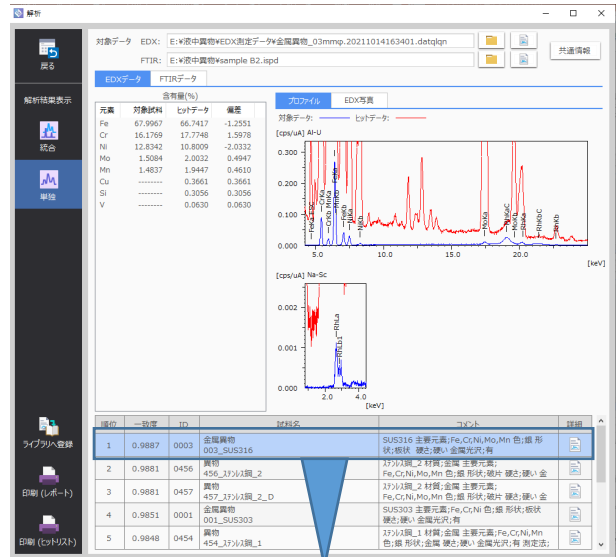 解析
戻る
解析結果表示
統合
単独
ライブラリへ登録
印刷 (レポート)
印刷 (ヒットリスト)
対象データ EDX: E:¥液中異物¥EDX測定データ¥金属異物_03mmφ.20211014163401.datqlqn
FTIR: E:¥液中異物¥sample B2.ispd
共通情報
EDXデータ FTIRデータ
含有量(%)
元素 対象試料 ヒットデータ 偏差
Fe 67.9967 66.7417 -1.2551
Cr 16.1769 17.7748 1.5978
Ni 12.8342 10.8009 -2.0332
Mo 1.5084 2.0032 0.4947
Mn 1.4837 1.9447 0.4610
Cu -------- 0.3661 0.3661
Si -------- 0.3056 0.3056
V -------- 0.0630 0.0630
プロファイル EDX写真
対象データ: ヒットデータ:
[cps/uA] Al-U
0.300
0.200
0.100
0.000
CrKa
CrKb MnKa
FeKa
FeKb
NiKa
NiKb
MoKa
RhKaC
MoKb
RhKa
RhKbC
RhKb
5.0 10.0 15.0 20.0
[keV]
[cps/uA] Na-Sc
0.002
0.001
0.000
RhLa
RhLb1
2.0 4.0
[keV]
順位 一致度 ID 試料名 コメント 詳細
1 0.9887 0003 金属異物
003_SUS316
SUS316 主要元素;Fe,Cr,Ni,Mo,Mn 色;銀 形
状;板状 硬さ;硬い 金属光沢;有
2 0.9881 0456 異物
456_ステンレス鋼_2
ステンレス鋼_2 材質;金属 主要元素;
Fe,Cr,Ni,Mo,Mn 色;銀 形状;破片 硬さ;硬い 金
3 0.9881 0457 異物
457_ステンレス鋼_2_D
ステンレス鋼_2 材質;金属 主要元素;
Fe,Cr,Ni,Mo,Mn 色;銀 形状;破片 硬さ;硬い 金
4 0.9851 0001 金属異物
001_SUS303
SUS303 主要元素;Fe,Cr,Ni 色;銀 形状;板状
硬さ;硬い 金属光沢;有
5 0.9848 0454 異物
454_ステンレス鋼_1
ステンレス鋼_1 材質;金属 主要元素;Fe,Cr,Ni,Mn
色;銀 形状;金属 硬さ;硬い 金属光沢;有 測定法;